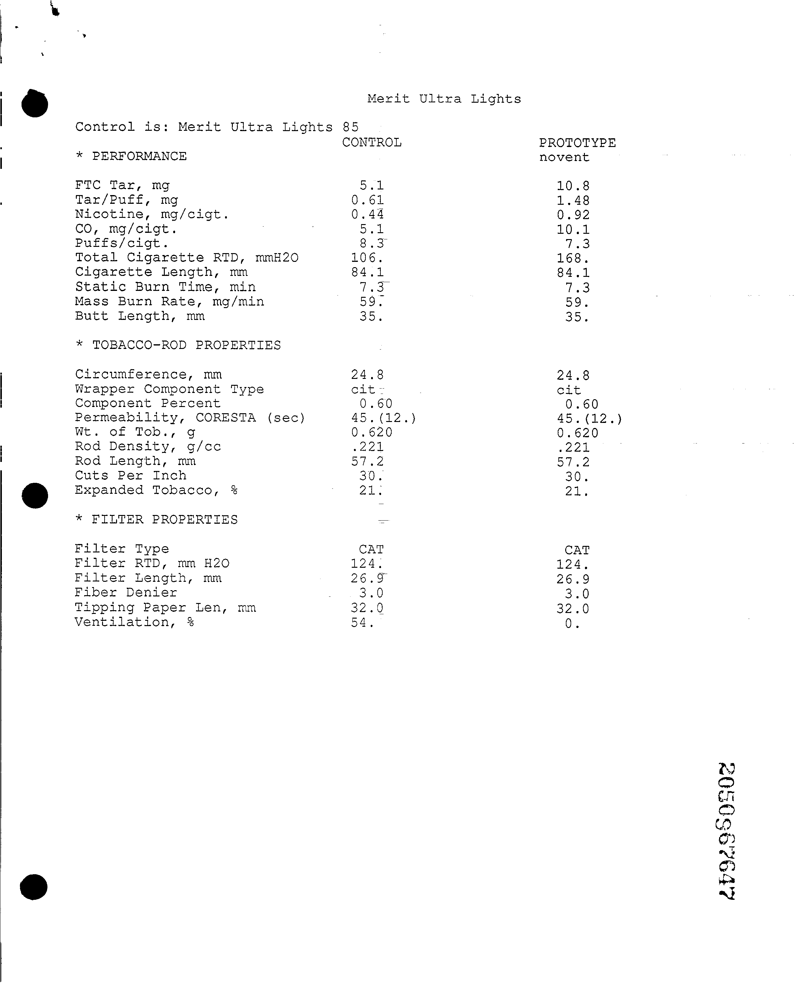 Merit Ultra Lights
Control is: Merit Ultra Lights 85
CONTROL PROTOTYPE
* PERFORMANCE novent
FTC Tar, mg 5.1 10.8
Tar/Puff, mg 0.61 1.48
Nicotine, mg/cigt. 0.44 0.92
CO, mg/cigt. 5.1 10.1
Puffs/cigt. 8.3 7.3
Total Cigarette RTD, mmH2O 106. 168.
Cigarette Length, mm 84.1 84.1
Static Burn Time, min 7.3 7.3
Mass Burn Rate, mg/min 59. 59.
Butt Length, mm 35. 35.
* TOBACCO-ROD PROPERTIES
Circumference, mm 24.8 24.8
Wrapper Component Type cit cit
Component Percent 0.60 0.60
Permeability, CORESTA (sec) 45.(12.) 45.(12.)
Wt. of Tob., g 0.620 0.620
Rod Density, g/cc .221 .221
Rod Length, mm 57.2 57.2
Cuts Per Inch 30. 30.
Expanded Tobacco, % 21. 21.
* FILTER PROPERTIES
Filter Type CAT CAT
Filter RTD, mm H2O 124. 124.
Filter Length, mm 26.9 26.9
Fiber Denier 3.0 3.0
Tipping Paper Len, mm 32.0 32.0
Ventilation, % 54. 0.
2050967647